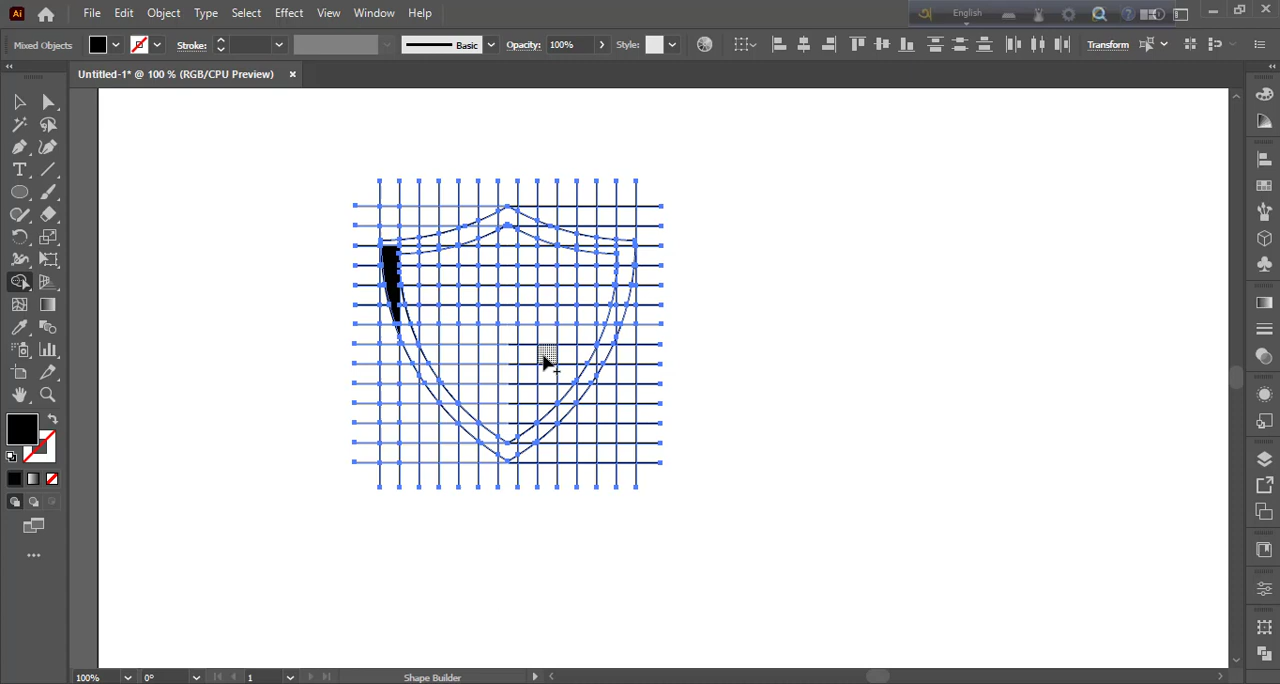 Ai File Edit Object Type Select Effect View Window Help English
Mixed Objects Stroke: Basic Opacity: 100% Style: Transform
Untitled-1* @ 100 % (RGB/CPU Preview) ×
T
100% 0° 1 Shape Builder